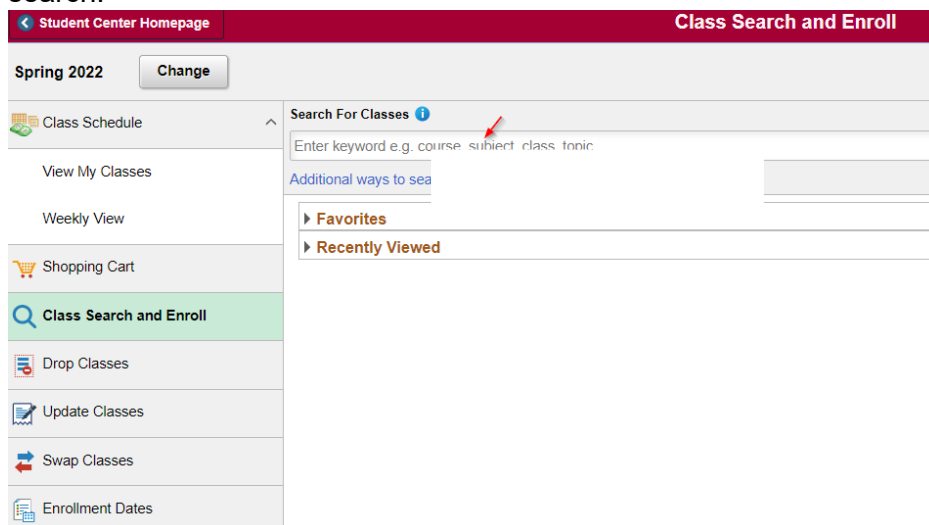 search.
Student Center Homepage
Class Search and Enroll
Spring 2022
Change
Class Schedule
View My Classes
Weekly View
Shopping Cart
Class Search and Enroll
Drop Classes
Update Classes
Swap Classes
Enrollment Dates
Search For Classes
Enter keyword e.g. course, subject, class, topic
Additional ways to sea
Favorites
Recently Viewed